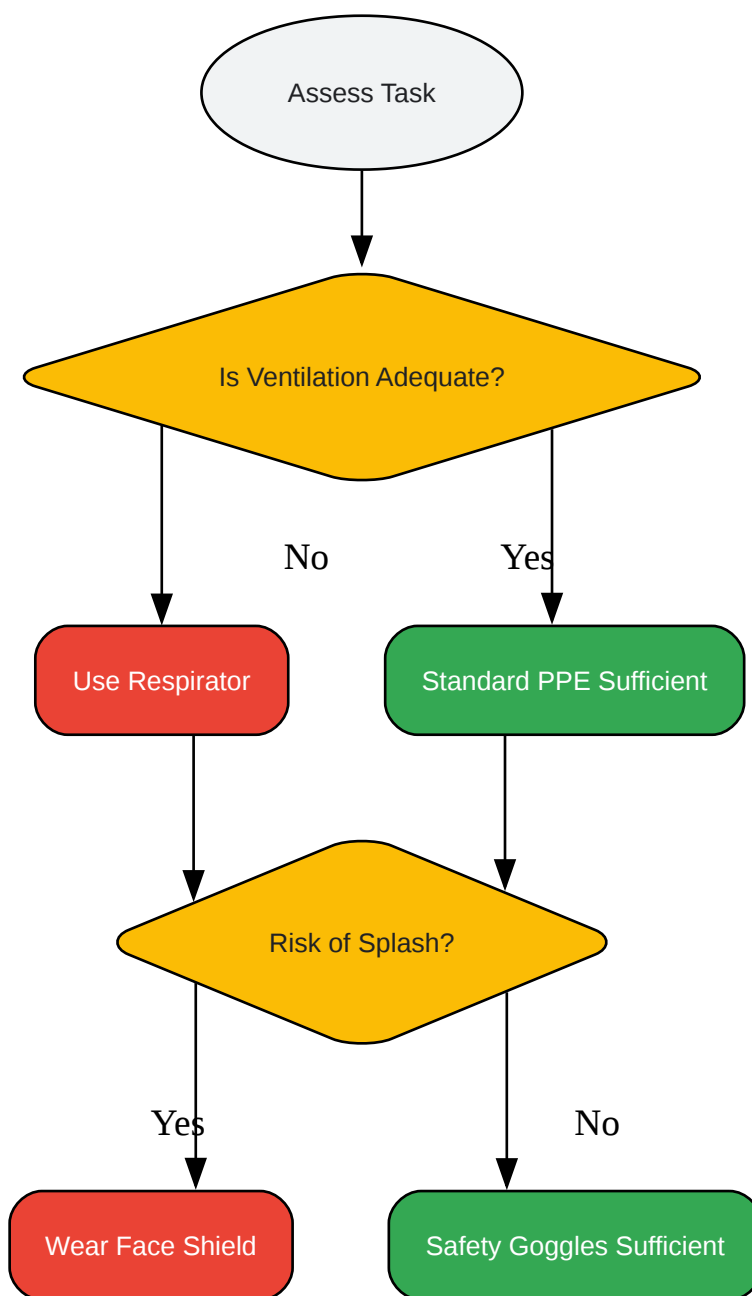 Assess Task
Is Ventilation Adequate?
No
Yes
Use Respirator
Standard PPE Sufficient
Risk of Splash?
Yes
No
Wear Face Shield
Safety Goggles Sufficient